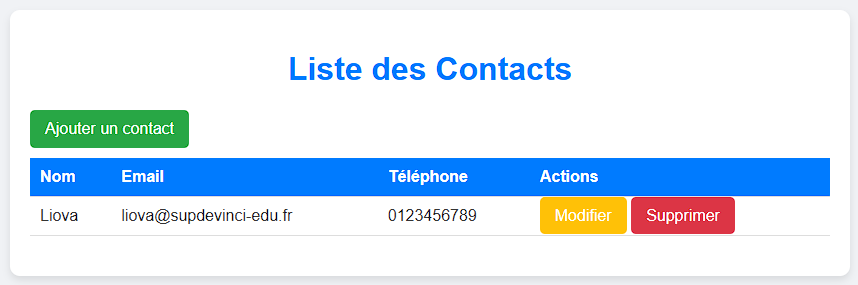 Liste des Contacts
Ajouter un contact
Nom Email Téléphone Actions
Liova liova@supdevinci-edu.fr 0123456789 Modifier Supprimer